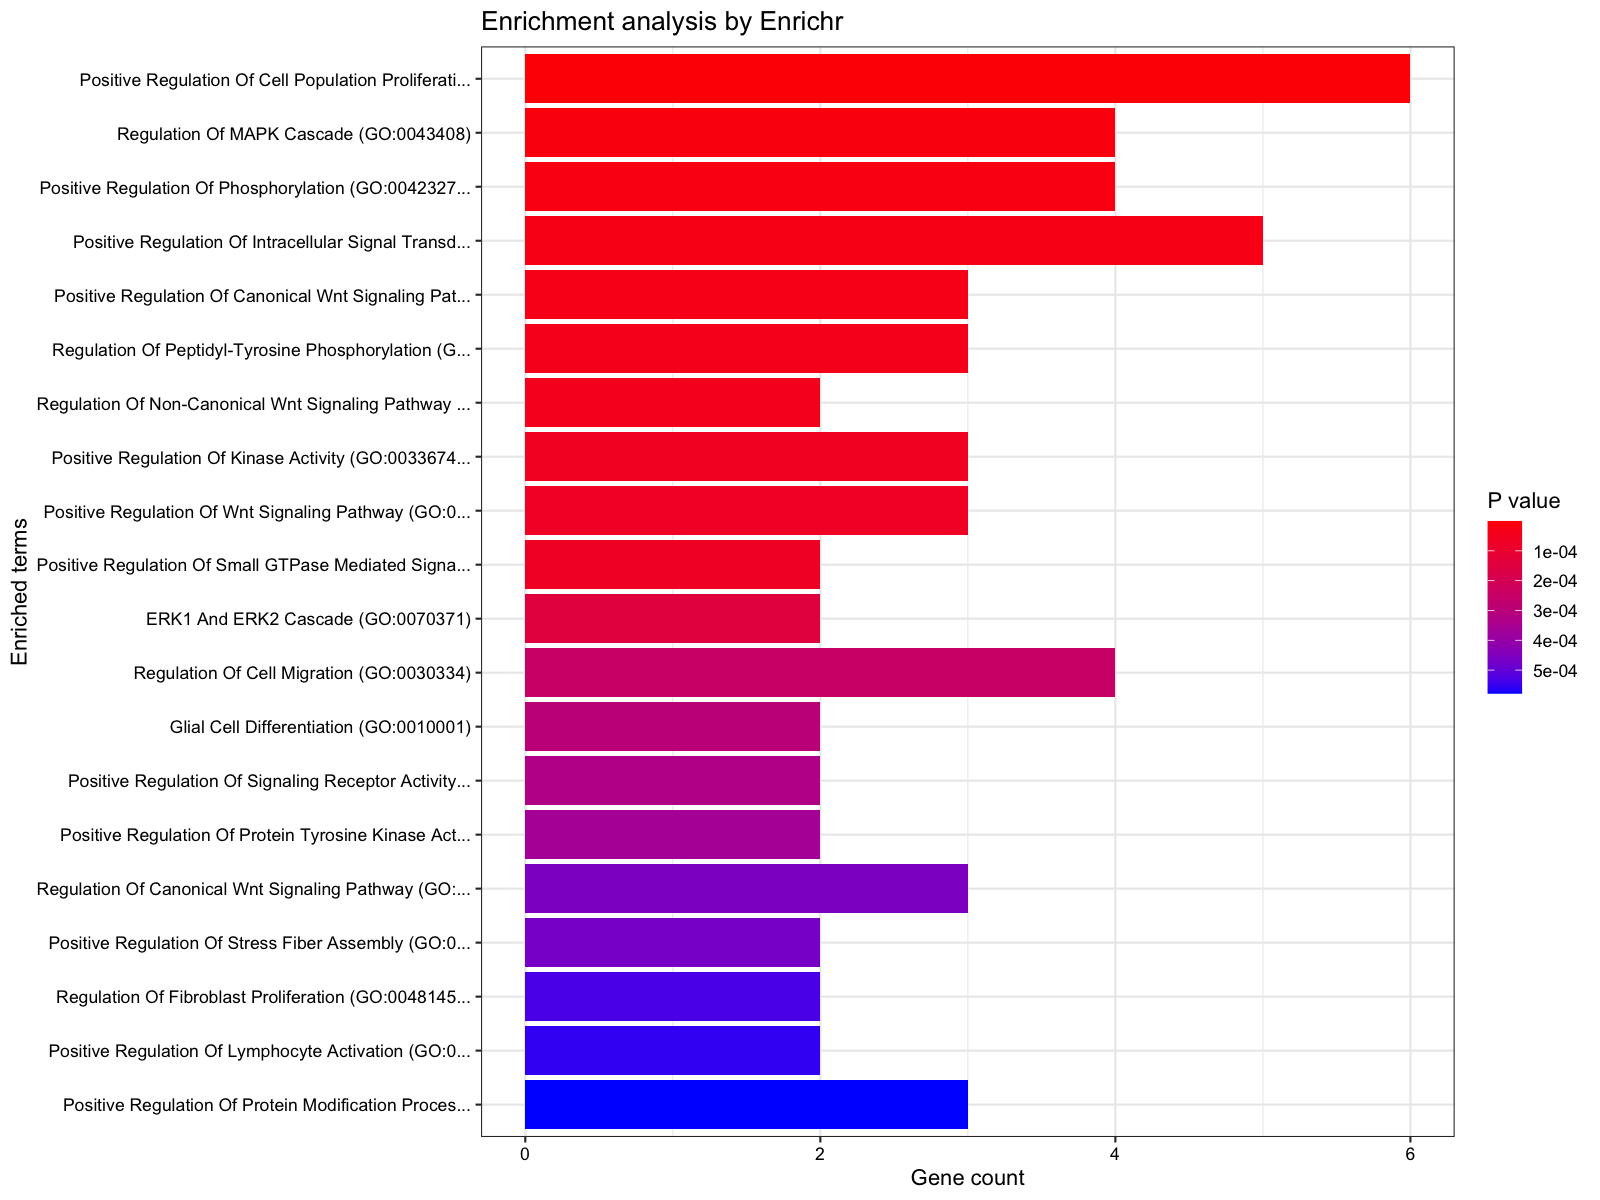 Enrichment analysis by Enrichr
Positive Regulation Of Cell Population Proliferati...
Regulation Of MAPK Cascade (GO:0043408)
Positive Regulation Of Phosphorylation (GO:0042327...
Positive Regulation Of Intracellular Signal Transd...
Positive Regulation Of Canonical Wnt Signaling Pat...
Regulation Of Peptidyl-Tyrosine Phosphorylation (G...
Regulation Of Non-Canonical Wnt Signaling Pathway ...
Positive Regulation Of Kinase Activity (GO:0033674...
Positive Regulation Of Wnt Signaling Pathway (GO:0...
Positive Regulation Of Small GTPase Mediated Signa...
ERK1 And ERK2 Cascade (GO:0070371)
Regulation Of Cell Migration (GO:0030334)
Glial Cell Differentiation (GO:0010001)
Positive Regulation Of Signaling Receptor Activity...
Positive Regulation Of Protein Tyrosine Kinase Act...
Regulation Of Canonical Wnt Signaling Pathway (GO:...
Positive Regulation Of Stress Fiber Assembly (GO:0...
Regulation Of Fibroblast Proliferation (GO:0048145...
Positive Regulation Of Lymphocyte Activation (GO:0...
Positive Regulation Of Protein Modification Proces...
Enriched terms
0 2 4 6
Gene count
P value
1e-04
2e-04
3e-04
4e-04
5e-04